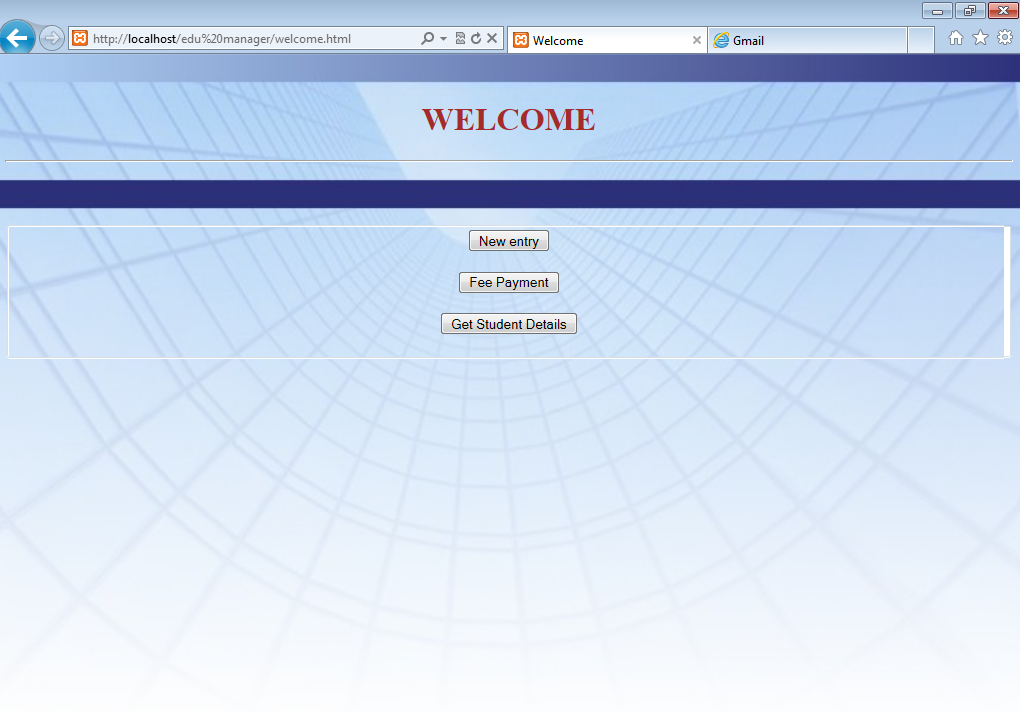 http://localhost/edu%20manager/welcome.html
Welcome
Gmail
WELCOME
New entry
Fee Payment
Get Student Details